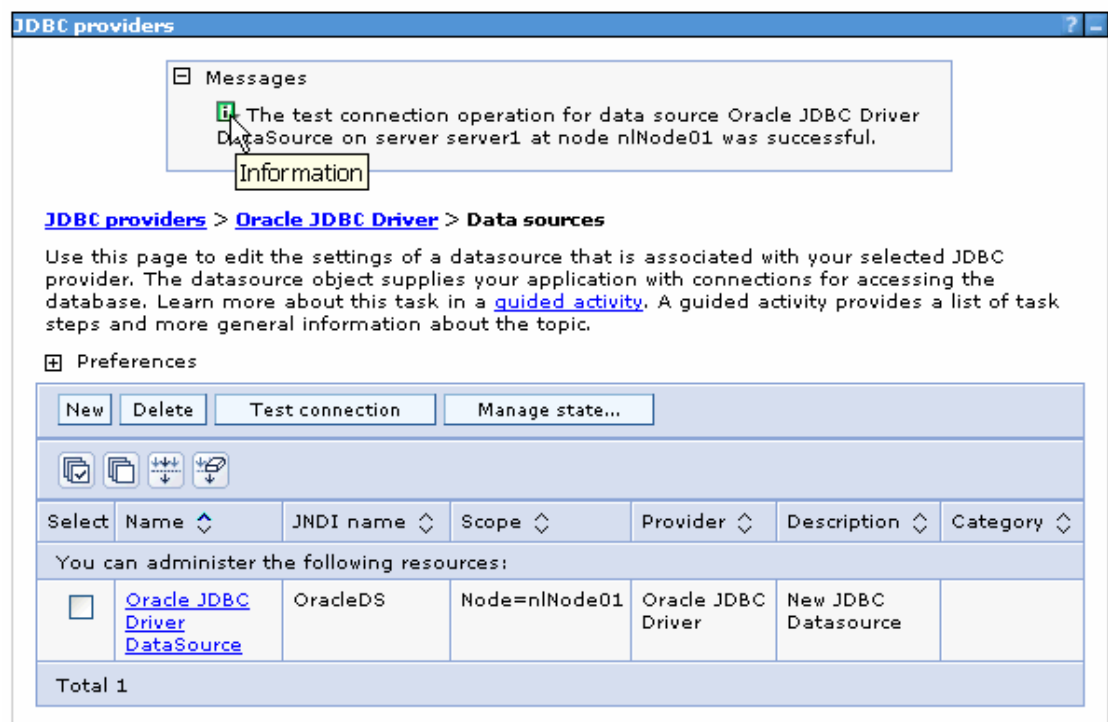 JDBC providers
? -
Messages
The test connection operation for data source Oracle JDBC Driver
DataSource on server server1 at node nlNode01 was successful.
Information
JDBC providers > Oracle JDBC Driver > Data sources
Use this page to edit the settings of a datasource that is associated with your selected JDBC
provider. The datasource object supplies your application with connections for accessing the
database. Learn more about this task in a guided activity. A guided activity provides a list of task
steps and more general information about the topic.
Preferences
New Delete Test connection Manage state...
Select Name JNDI name Scope Provider Description Category
You can administer the following resources:
Oracle JDBC OracleDS Node=nlNode01 Oracle JDBC New JDBC
Driver Driver Datasource
DataSource
Total 1